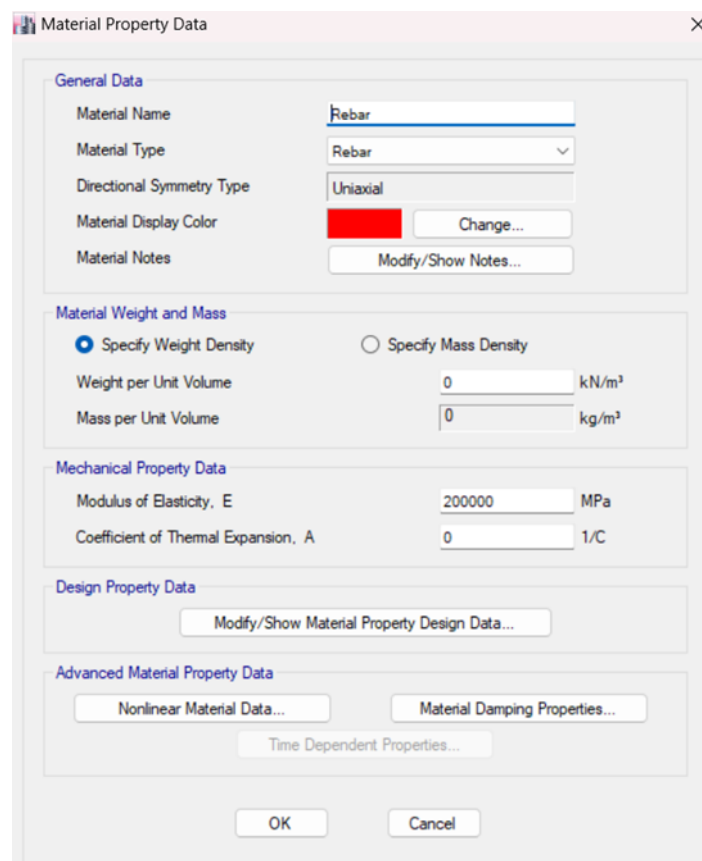 Material Property Data
General Data
Material Name Rebar
Material Type Rebar
Directional Symmetry Type Uniaxial
Material Display Color Change...
Material Notes Modify/Show Notes...
Material Weight and Mass
Specify Weight Density Specify Mass Density
Weight per Unit Volume 0 kN/m³
Mass per Unit Volume 0 kg/m³
Mechanical Property Data
Modulus of Elasticity, E 200000 MPa
Coefficient of Thermal Expansion, A 0 1/C
Design Property Data
Modify/Show Material Property Design Data...
Advanced Material Property Data
Nonlinear Material Data... Material Damping Properties...
Time Dependent Properties...
OK Cancel